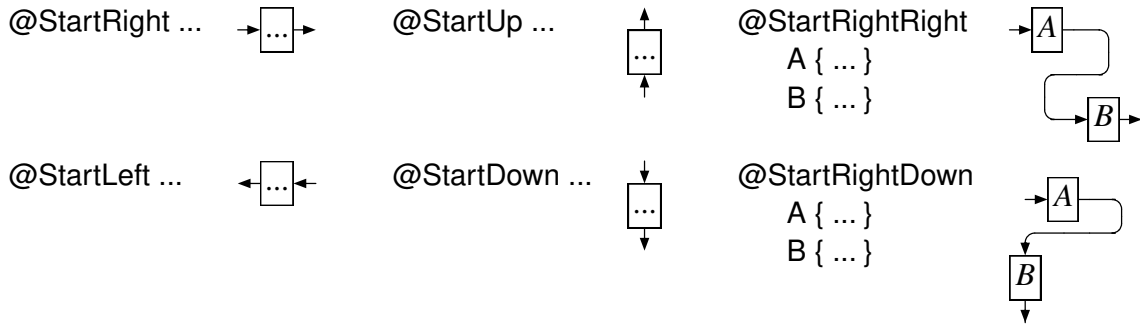 @StartRight ... ...
@StartUp ... ...
@StartRightRight A
A { ... }
B { ... } B
@StartLeft ... ...
@StartDown ... ...
@StartRightDown A
A { ... }
B { ... } B